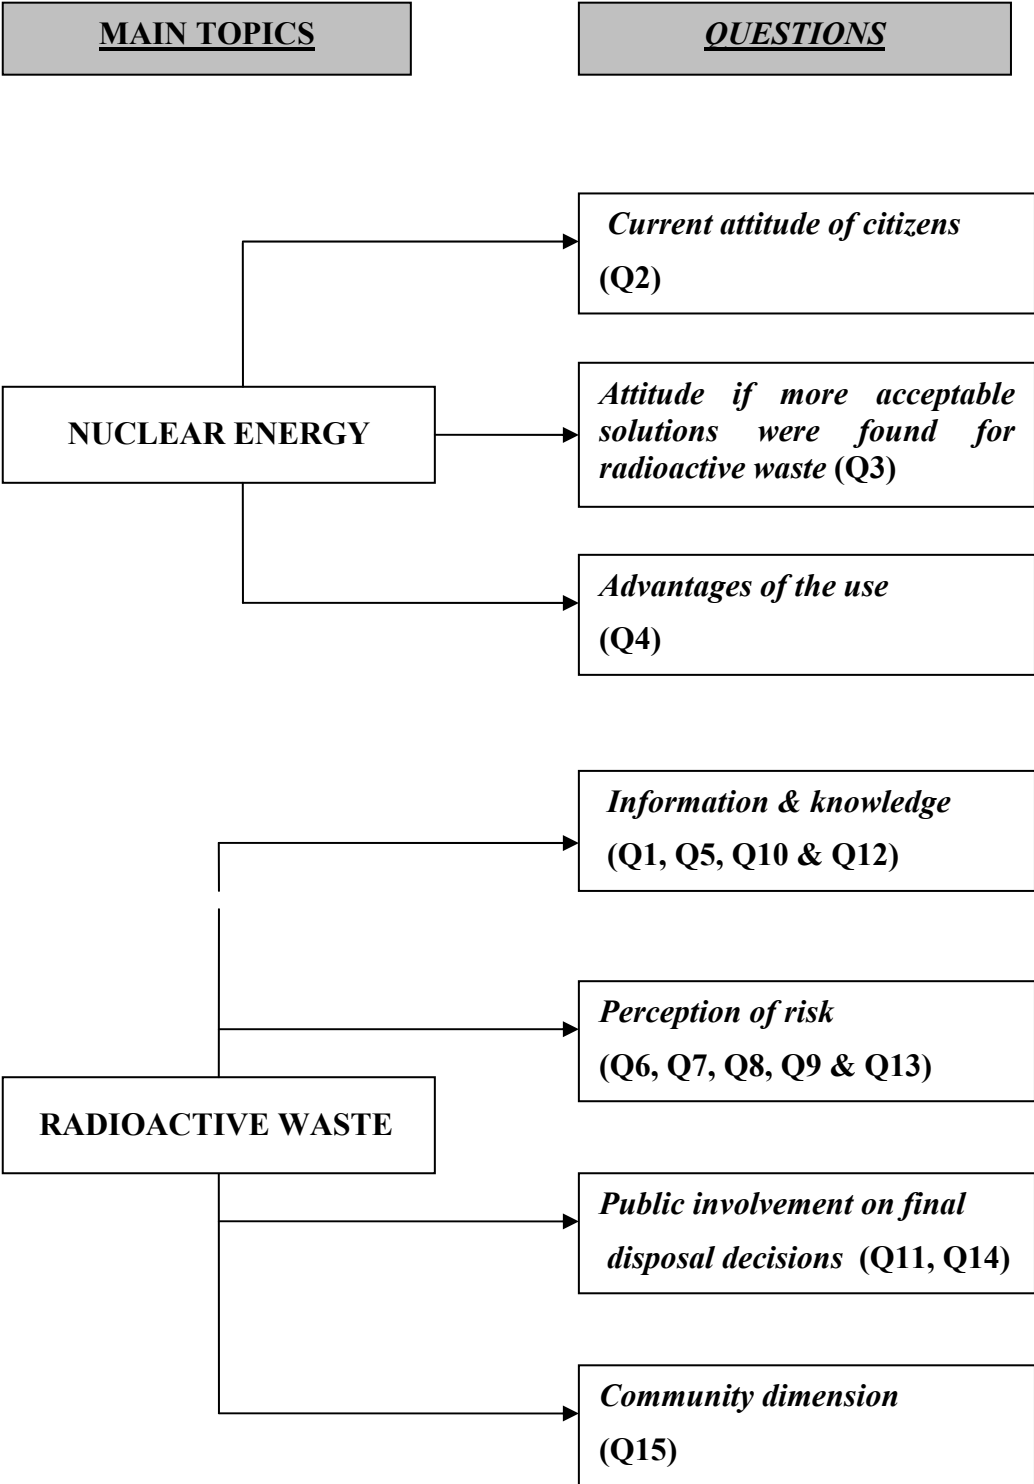 MAIN TOPICS
QUESTIONS
Current attitude of citizens
(Q2)
NUCLEAR ENERGY
Attitude if more acceptable
solutions were found for
radioactive waste (Q3)
Advantages of the use
(Q4)
Information & knowledge
(Q1, Q5, Q10 & Q12)
Perception of risk
(Q6, Q7, Q8, Q9 & Q13)
RADIOACTIVE WASTE
Public involvement on final
disposal decisions (Q11, Q14)
Community dimension
(Q15)